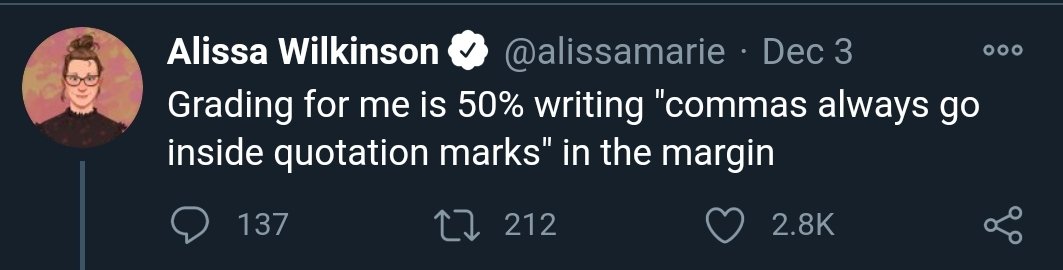 Alissa Wilkinson @alissamarie · Dec 3
Grading for me is 50% writing "commas always go
inside quotation marks" in the margin
137 212 2.8K